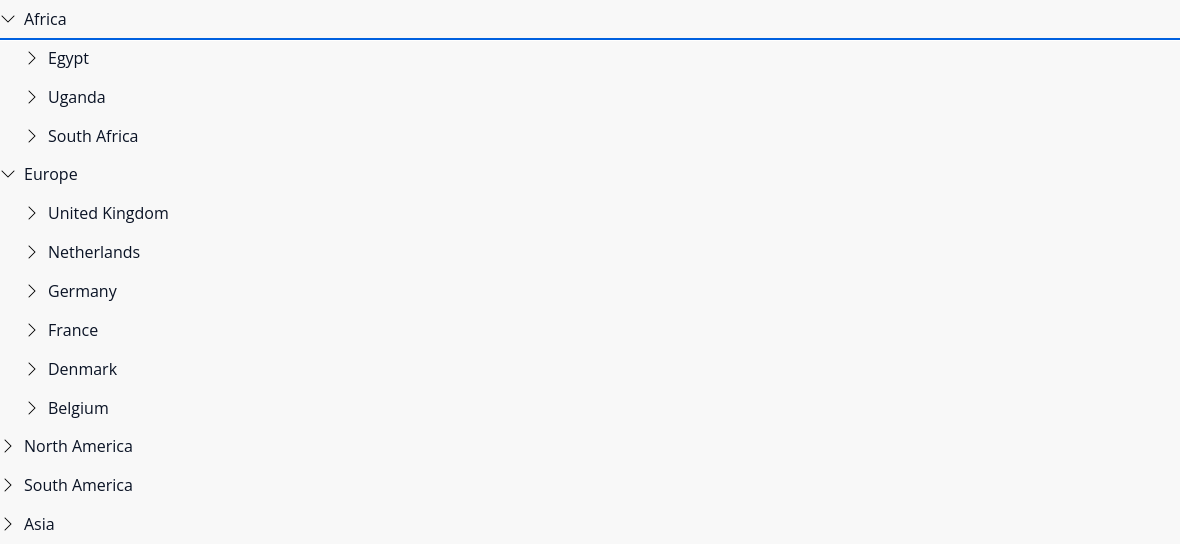 Africa
Egypt
Uganda
South Africa
Europe
United Kingdom
Netherlands
Germany
France
Denmark
Belgium
North America
South America
Asia